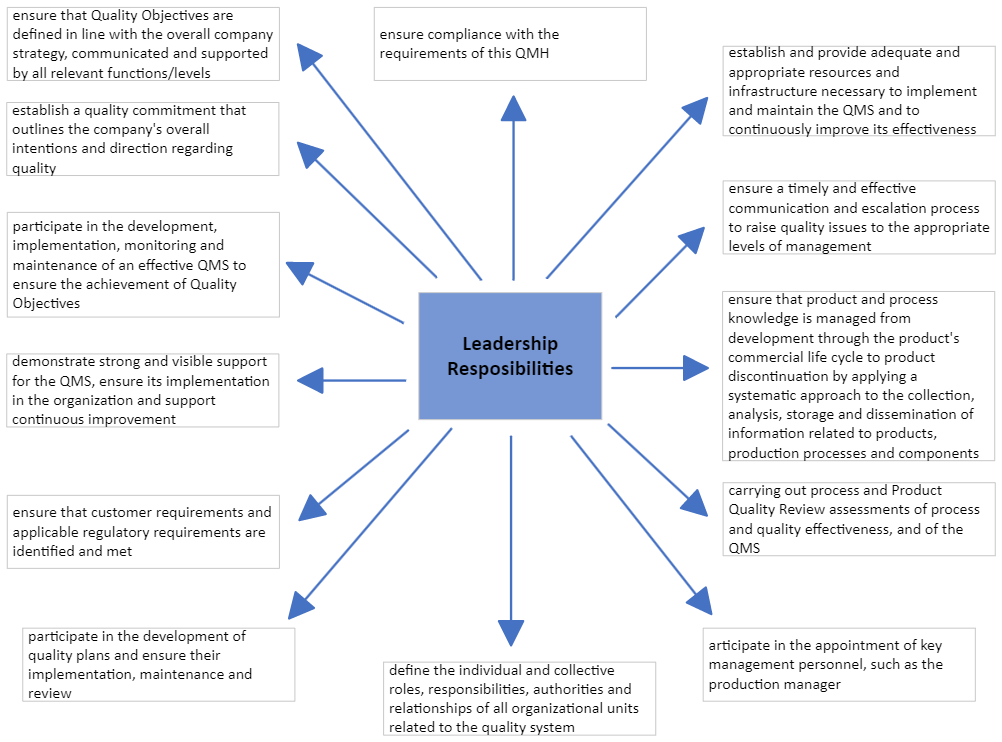 ensure that Quality Objectives are
defined in line with the overall company
strategy, communicated and supported
by all relevant functions/levels
ensure compliance with the
requirements of this QMH
establish and provide adequate and
appropriate resources and
infrastructure necessary to implement
and maintain the QMS and to
continuously improve its effectiveness
establish a quality commitment that
outlines the company's overall
intentions and direction regarding
quality
ensure a timely and effective
communication and escalation process
to raise quality issues to the appropriate
levels of management
participate in the development,
implementation, monitoring and
maintenance of an effective QMS to
ensure the achievement of Quality
Objectives
Leadership
Resposibilities
ensure that product and process
knowledge is managed from
development through the product's
commercial life cycle to product
discontinuation by applying a
systematic approach to the collection,
analysis, storage and dissemination of
information related to products,
production processes and components
demonstrate strong and visible support
for the QMS, ensure its implementation
in the organization and support
continuous improvement
carrying out process and Product
Quality Review assessments of process
and quality effectiveness, and of the
QMS
ensure that customer requirements and
applicable regulatory requirements are
identified and met
participate in the development of
quality plans and ensure their
implementation, maintenance and
review
define the individual and collective
roles, responsibilities, authorities and
relationships of all organizational units
related to the quality system
articipate in the appointment of key
management personnel, such as the
production manager